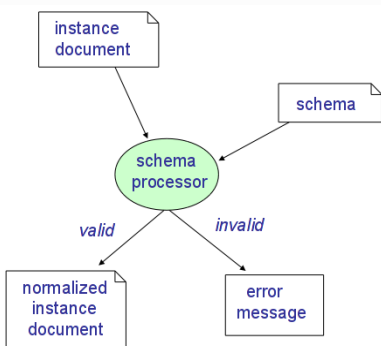 instance
document
schema
schema
processor
valid
invalid
normalized
instance
document
error
message